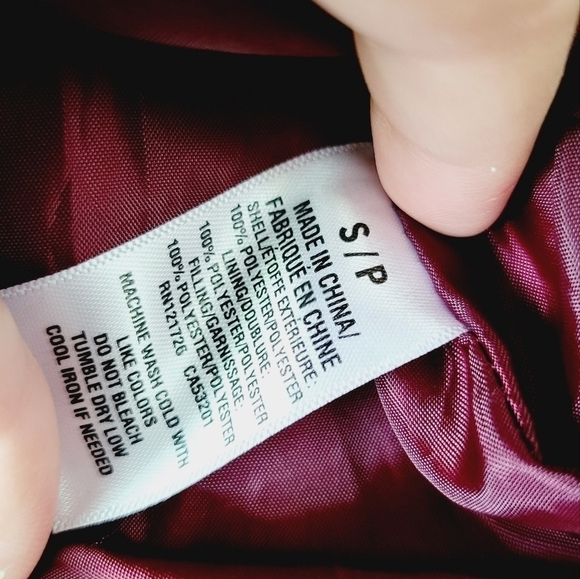 S/P
MADE IN CHINA/
FABRIQUÉ EN CHINE
SHELL/ÉTOFFE EXTÉRIEURE:
100% POLYESTER/POLYESTER
LINING/DOUBLURE:
100% POLYESTER/POLYESTER
FILLING/GARNISSAGE:
100% POLYESTER/POLYESTER
RN121726 CA53201
MACHINE WASH COLD WITH
LIKE COLORS
DO NOT BLEACH
TUMBLE DRY LOW
COOL IRON IF NEEDED